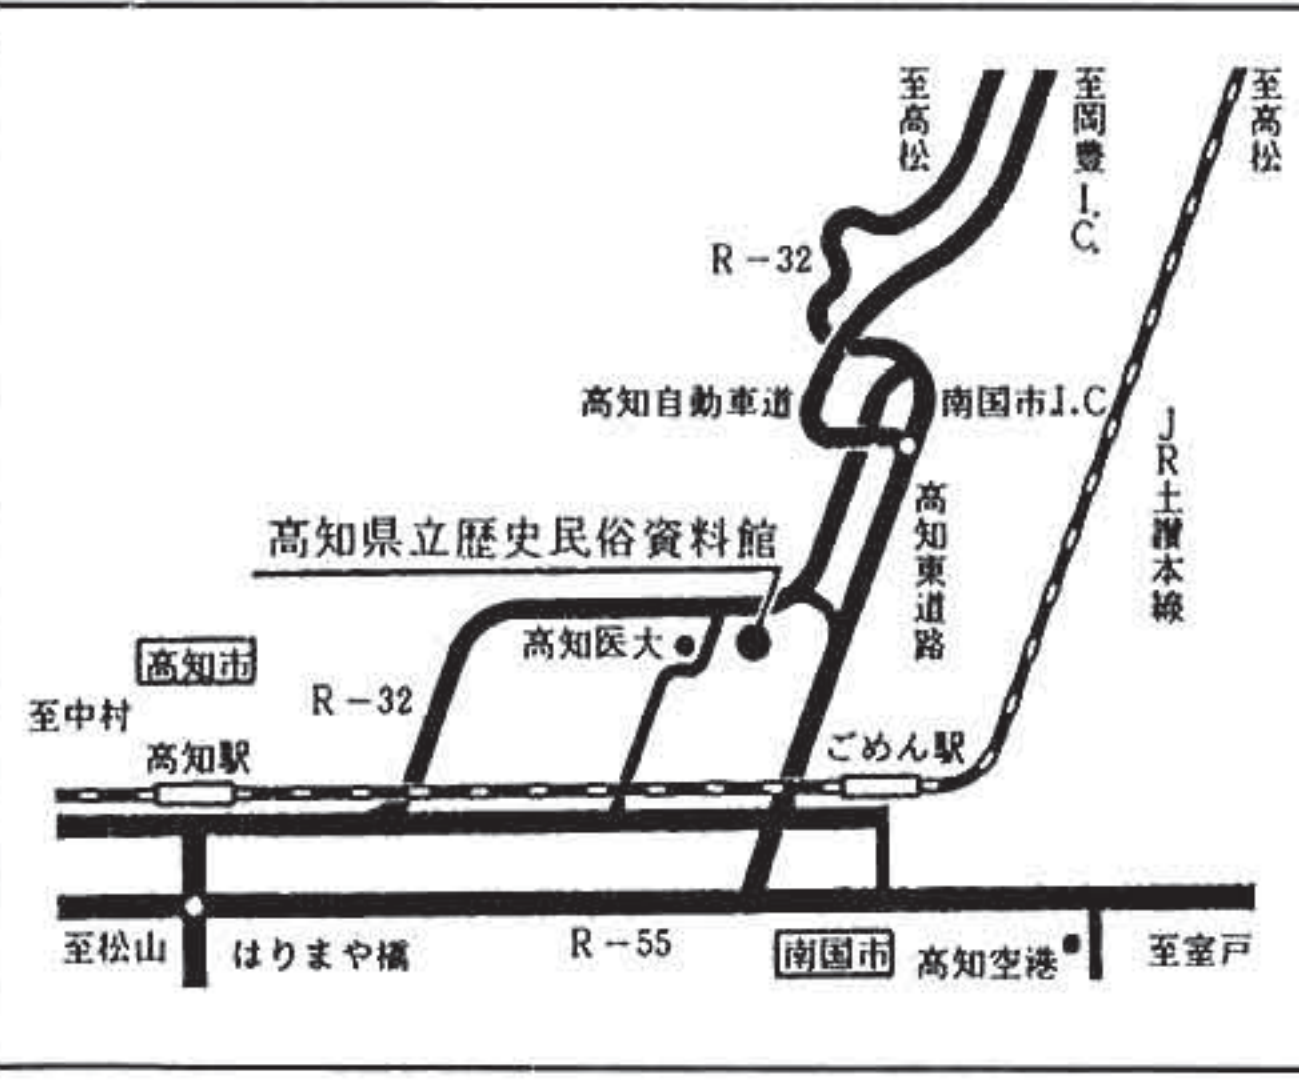 至高松
至岡豊I.C.
至高松
R-32
高知自動車道
南国市I.C
JR土讃本線
高知東道路
高知県立歴史民俗資料館
高知医大
高知市
R-32
至中村
高知駅
ごめん駅
至松山
はりまや橋
R-55
南国市
高知空港
至室戸